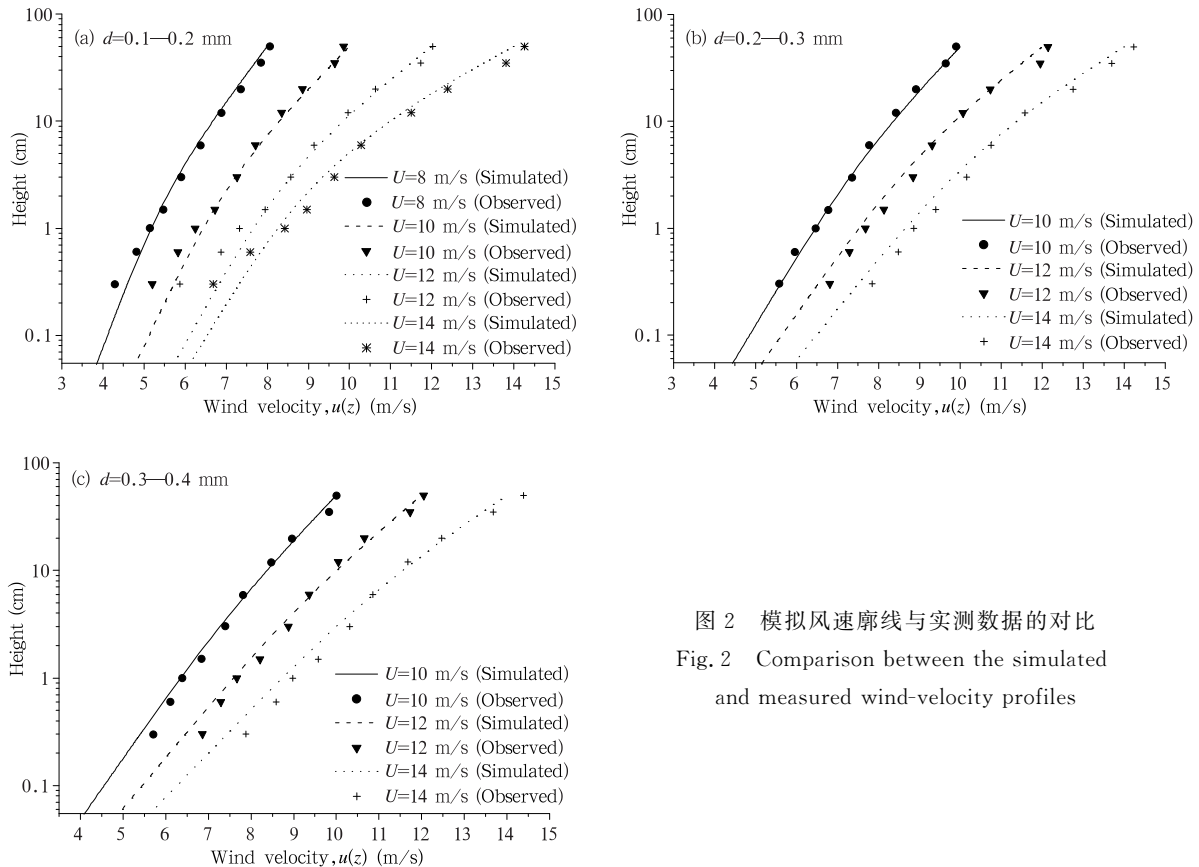 (a) d=0.1—0.2 mm
100
10
1
0.1
Height (cm)
U=8 m/s (Simulated)
U=8 m/s (Observed)
U=10 m/s (Simulated)
U=10 m/s (Observed)
U=12 m/s (Simulated)
U=12 m/s (Observed)
U=14 m/s (Simulated)
U=14 m/s (Observed)
3 4 5 6 7 8 9 10 11 12 13 14 15
Wind velocity,u(z) (m/s)
(b) d=0.2—0.3 mm
100
10
1
0.1
Height (cm)
U=10 m/s (Simulated)
U=10 m/s (Observed)
U=12 m/s (Simulated)
U=12 m/s (Observed)
U=14 m/s (Simulated)
U=14 m/s (Observed)
3 4 5 6 7 8 9 10 11 12 13 14 15
Wind velocity,u(z) (m/s)
(c) d=0.3—0.4 mm
100
10
1
0.1
Height (cm)
U=10 m/s (Simulated)
U=10 m/s (Observed)
U=12 m/s (Simulated)
U=12 m/s (Observed)
U=14 m/s (Simulated)
U=14 m/s (Observed)
4 5 6 7 8 9 10 11 12 13 14 15
Wind velocity,u(z) (m/s)
图 2 模拟风速廓线与实测数据的对比
Fig. 2 Comparison between the simulated
and measured wind-velocity profiles